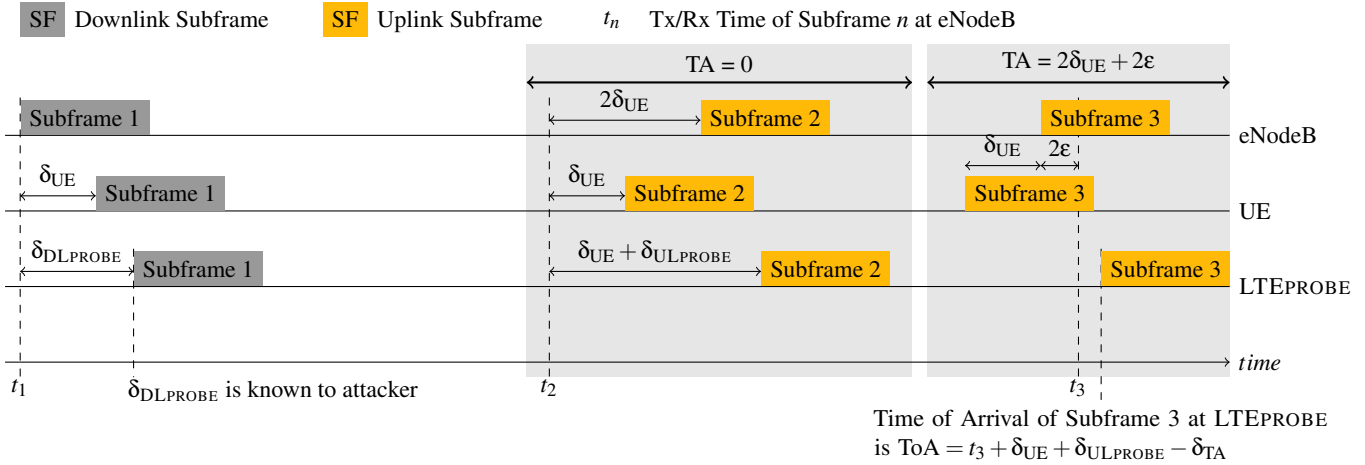 SF Downlink Subframe SF Uplink Subframe tₙ Tx/Rx Time of Subframe n at eNodeB
TA = 0 TA = 2δUE + 2ε
Subframe 1 2δUE Subframe 2 Subframe 3 eNodeB
δUE Subframe 1 δUE Subframe 2 δUE 2ε Subframe 3 UE
δDLPROBE Subframe 1 δUE + δULPROBE Subframe 2 Subframe 3 LTEPROBE
time
t₁ δDLPROBE is known to attacker t₂ t₃
Time of Arrival of Subframe 3 at LTEPROBE
is ToA = t₃ + δUE + δULPROBE − δTA